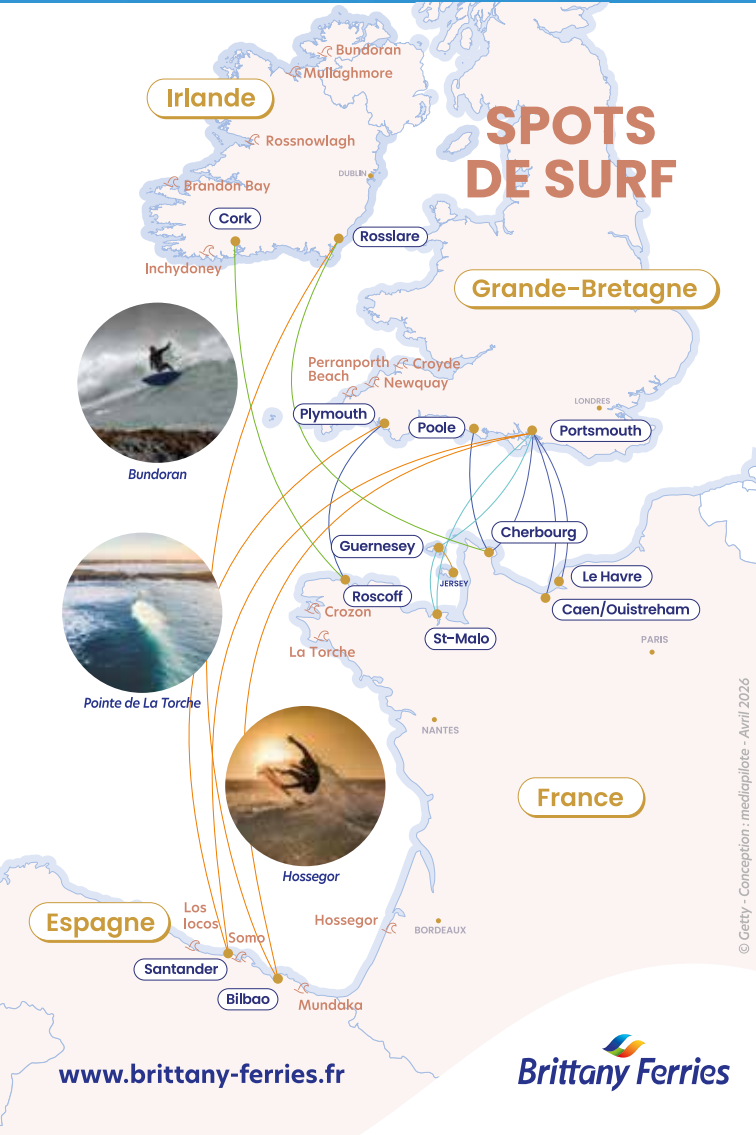 Bundoran
Mullaghmore
Irlande
SPOTS
DE SURF
Rossnowlagh
DUBLIN
Brandon Bay
Cork
Rosslare
Inchydoney
Grande-Bretagne
Perranporth
Beach
Croyde
Newquay
LONDRES
Plymouth
Poole
Portsmouth
Bundoran
Cherbourg
Guernesey
JERSEY
Le Havre
Roscoff
Caen/Ouistreham
Crozon
St-Malo
La Torche
PARIS
Pointe de La Torche
NANTES
France
Hossegor
Los
locos
Espagne
Hossegor
BORDEAUX
Somo
Santander
Bilbao
Mundaka
© Getty - Conception : mediapilote - Avril 2026
www.brittany-ferries.fr
Brittany Ferries